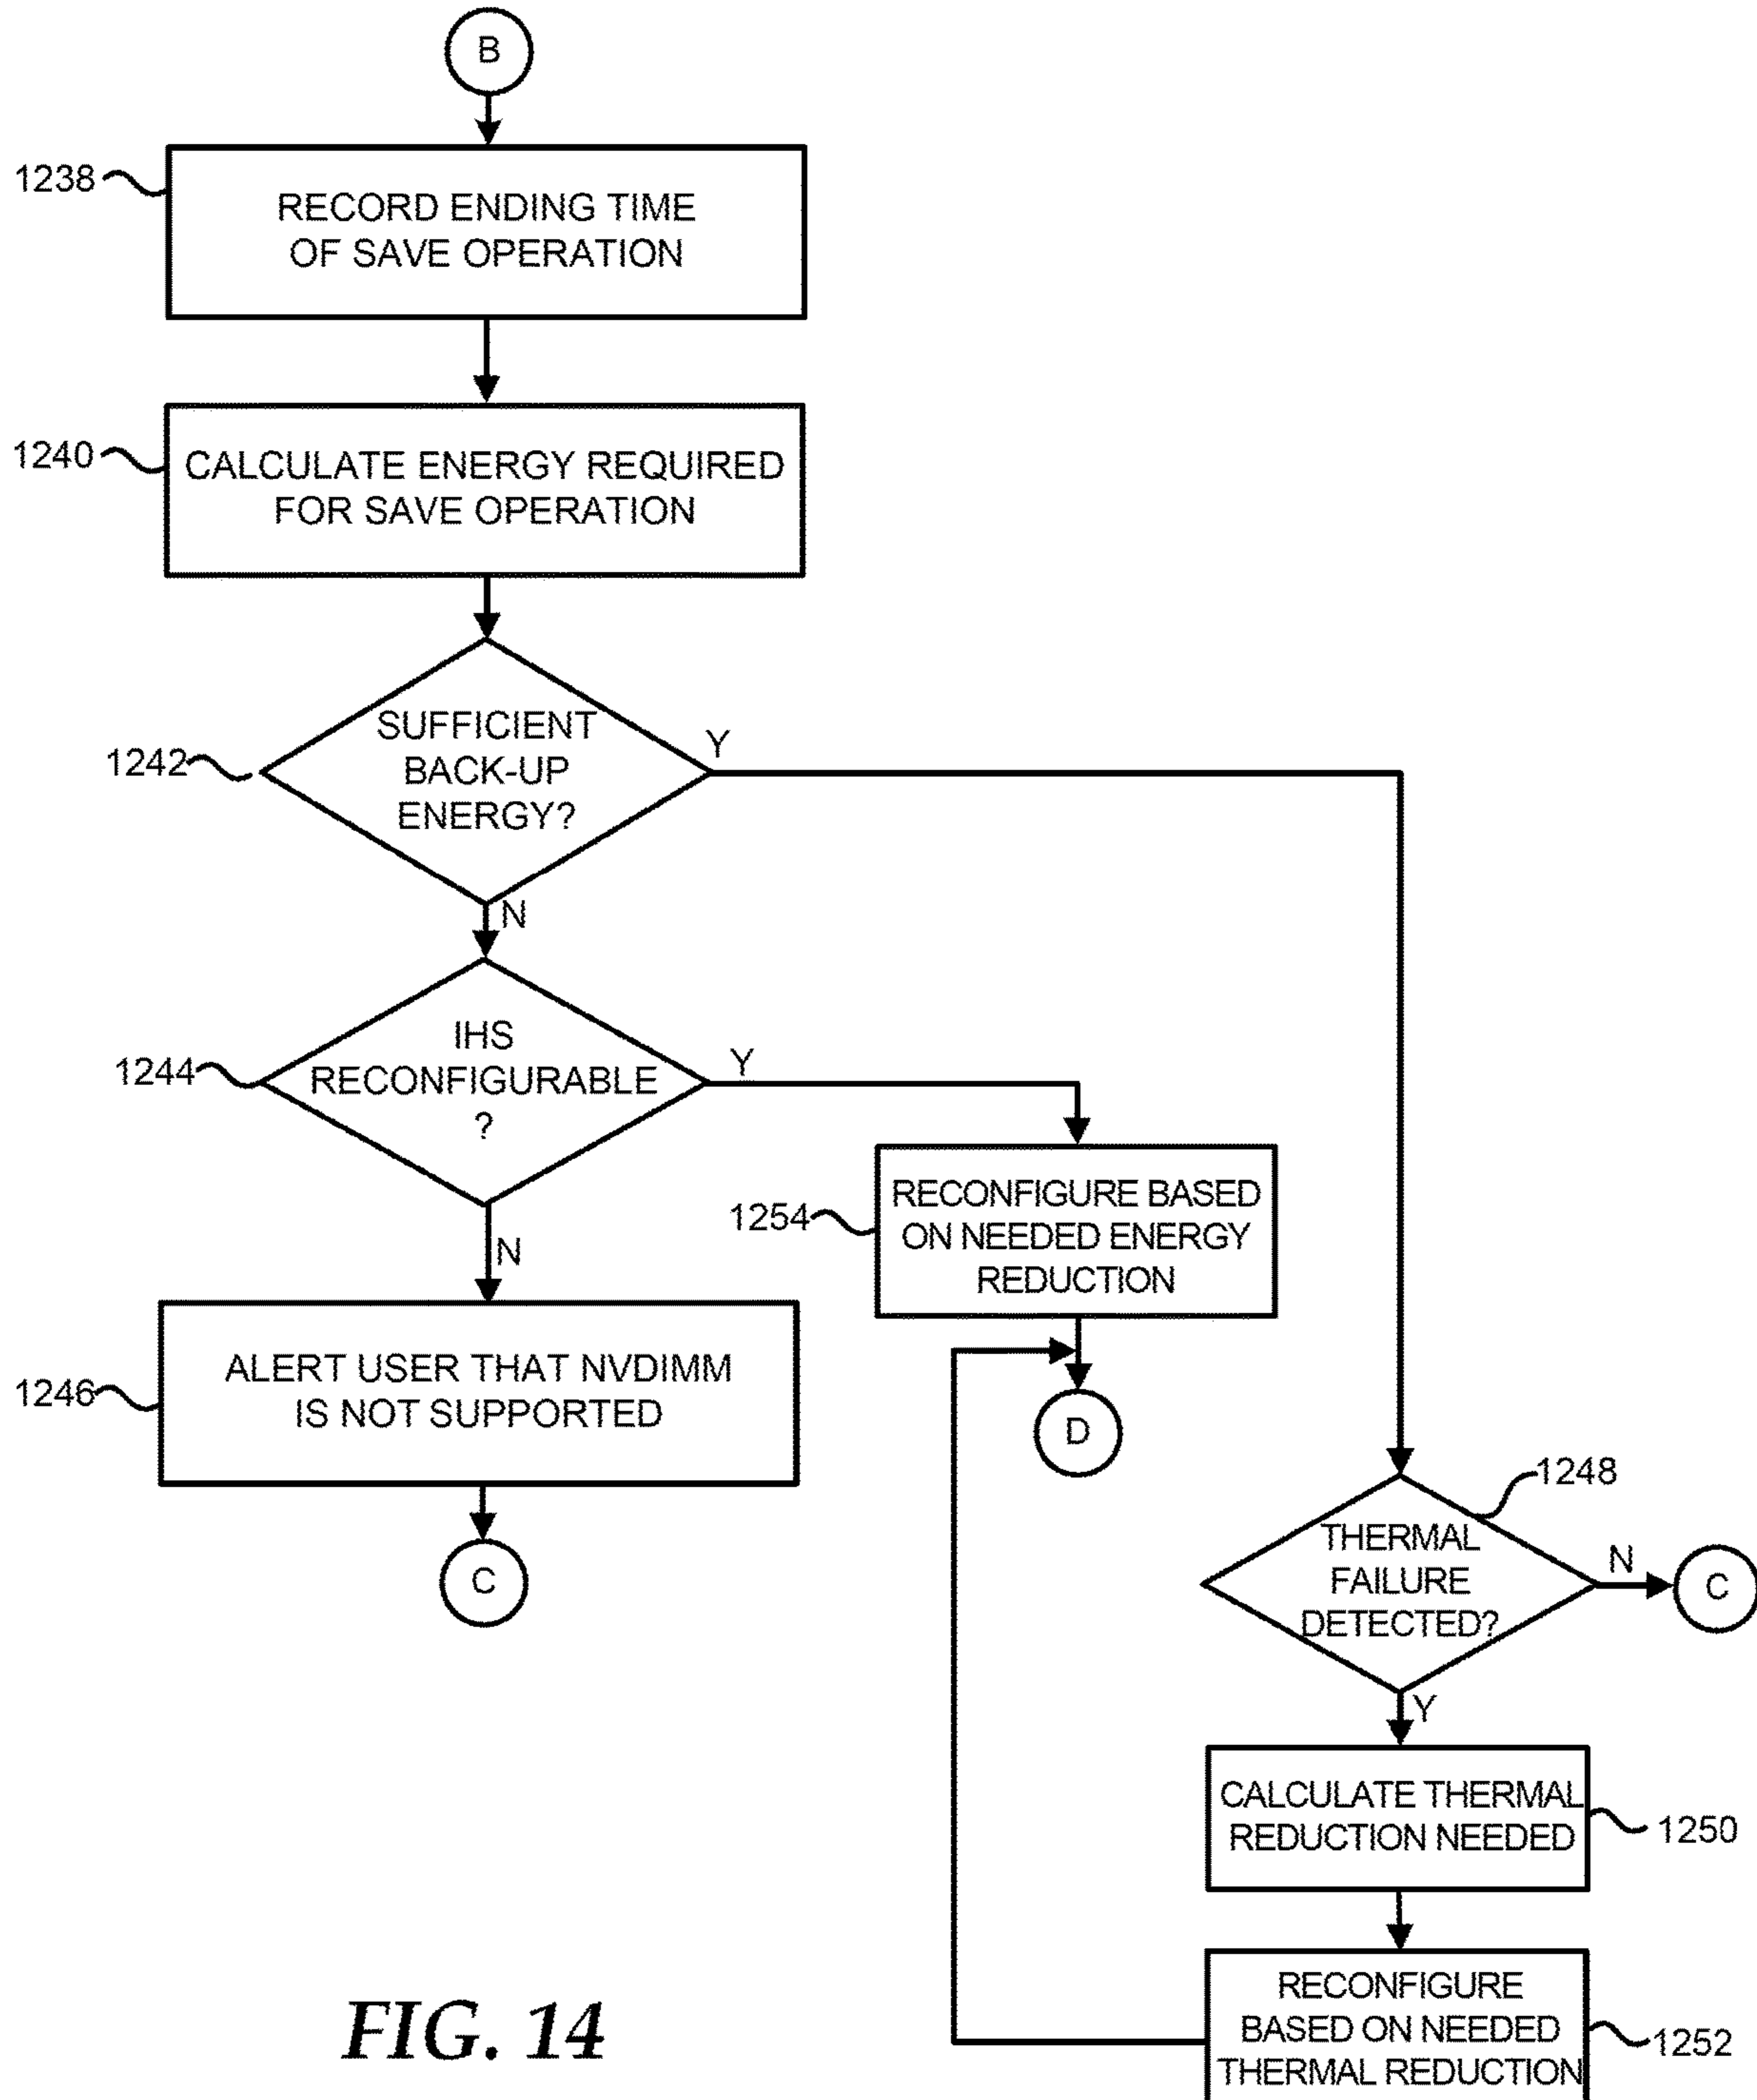 B
1238
RECORD ENDING TIME
OF SAVE OPERATION
1240
CALCULATE ENERGY REQUIRED
FOR SAVE OPERATION
1242
SUFFICIENT
BACK-UP
ENERGY?
Y
N
1244
IHS
RECONFIGURABLE
?
Y
N
1254
RECONFIGURE BASED
ON NEEDED ENERGY
REDUCTION
D
1246
ALERT USER THAT NVDIMM
IS NOT SUPPORTED
C
1248
THERMAL
FAILURE
DETECTED?
N
C
Y
CALCULATE THERMAL
REDUCTION NEEDED
1250
RECONFIGURE
BASED ON NEEDED
THERMAL REDUCTION
1252
FIG. 14